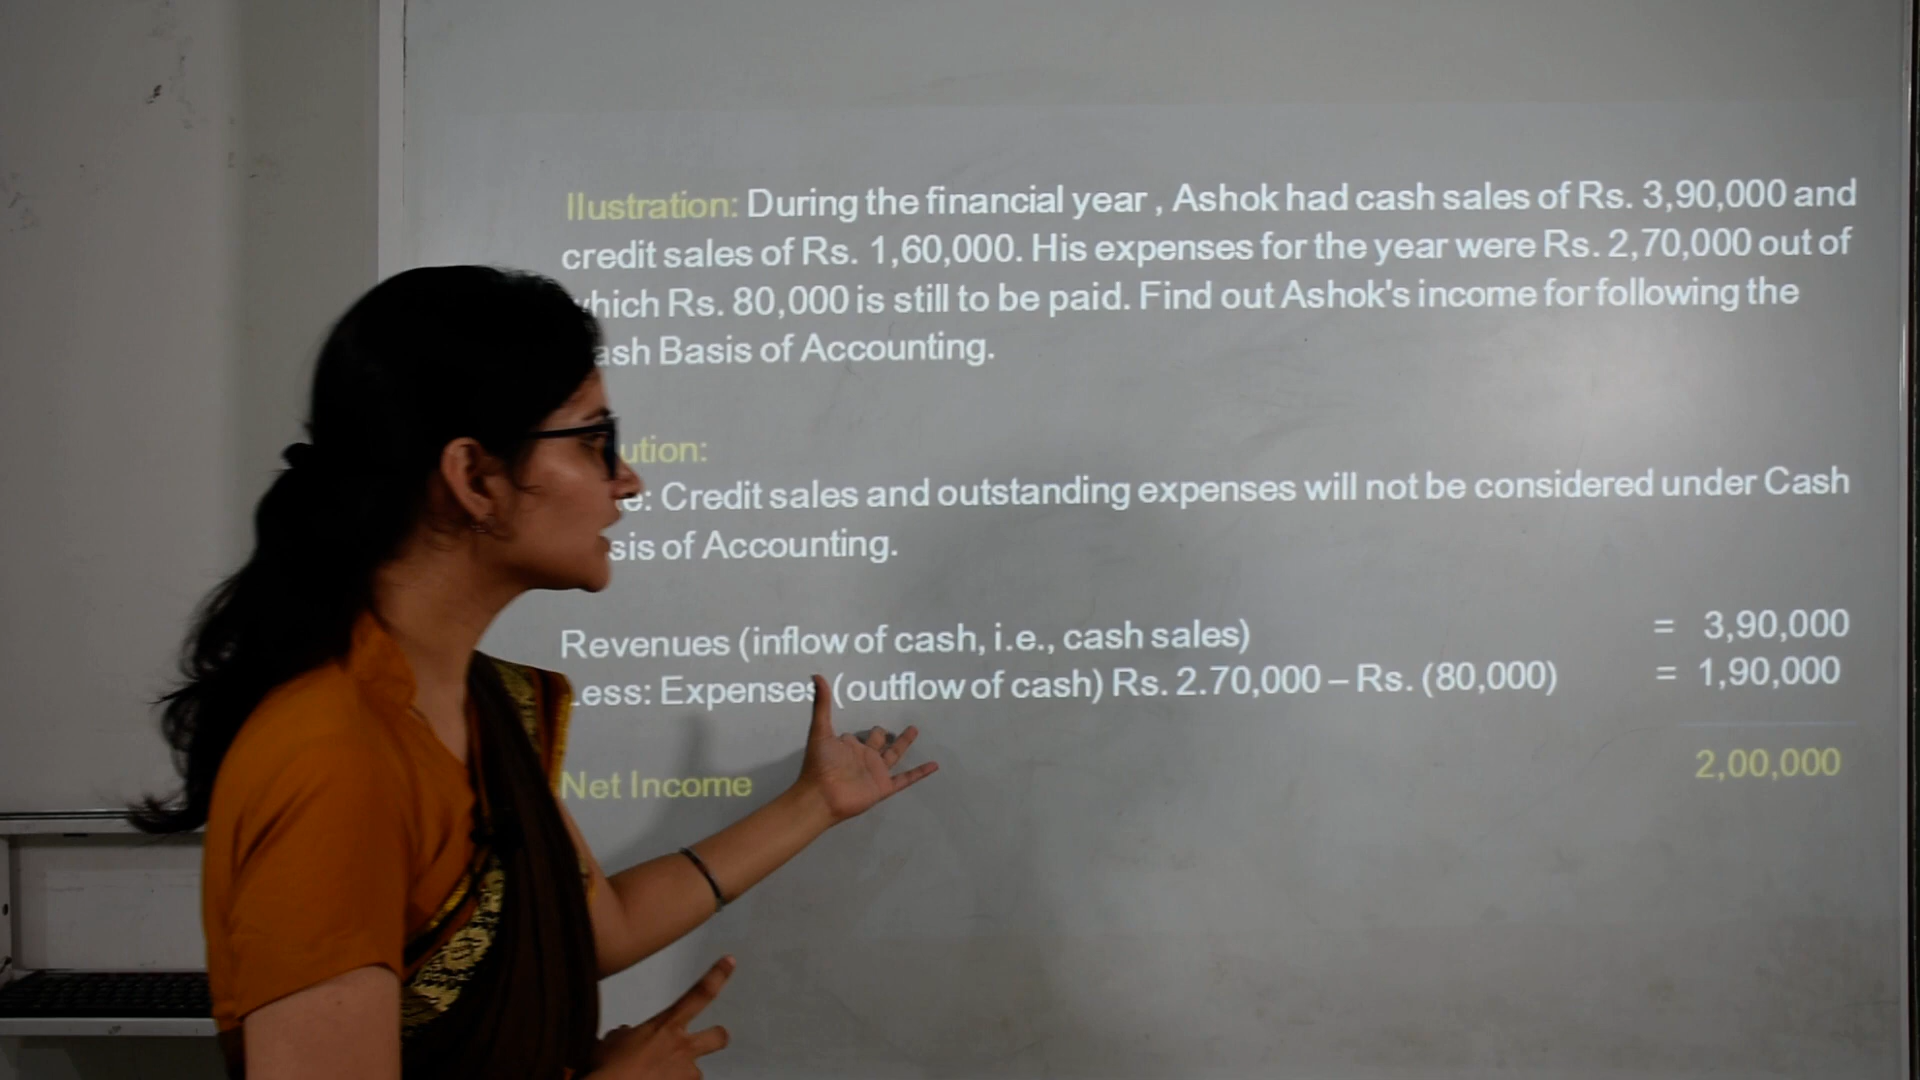 Ilustration: During the financial year , Ashok had cash sales of Rs. 3,90,000 and
credit sales of Rs. 1,60,000. His expenses for the year were Rs. 2,70,000 out of
which Rs. 80,000 is still to be paid. Find out Ashok's income for following the
ash Basis of Accounting.
ution:
e: Credit sales and outstanding expenses will not be considered under Cash
sis of Accounting.
Revenues (inflow of cash, i.e., cash sales) = 3,90,000
Less: Expenses (outflow of cash) Rs. 2.70,000 – Rs. (80,000) = 1,90,000
Net Income 2,00,000